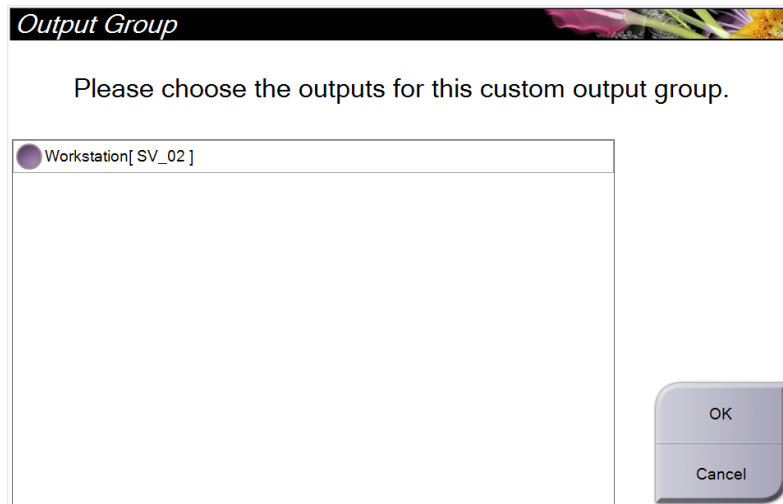 Output Group
Please choose the outputs for this custom output group.
Workstation[ SV_02 ]
OK
Cancel